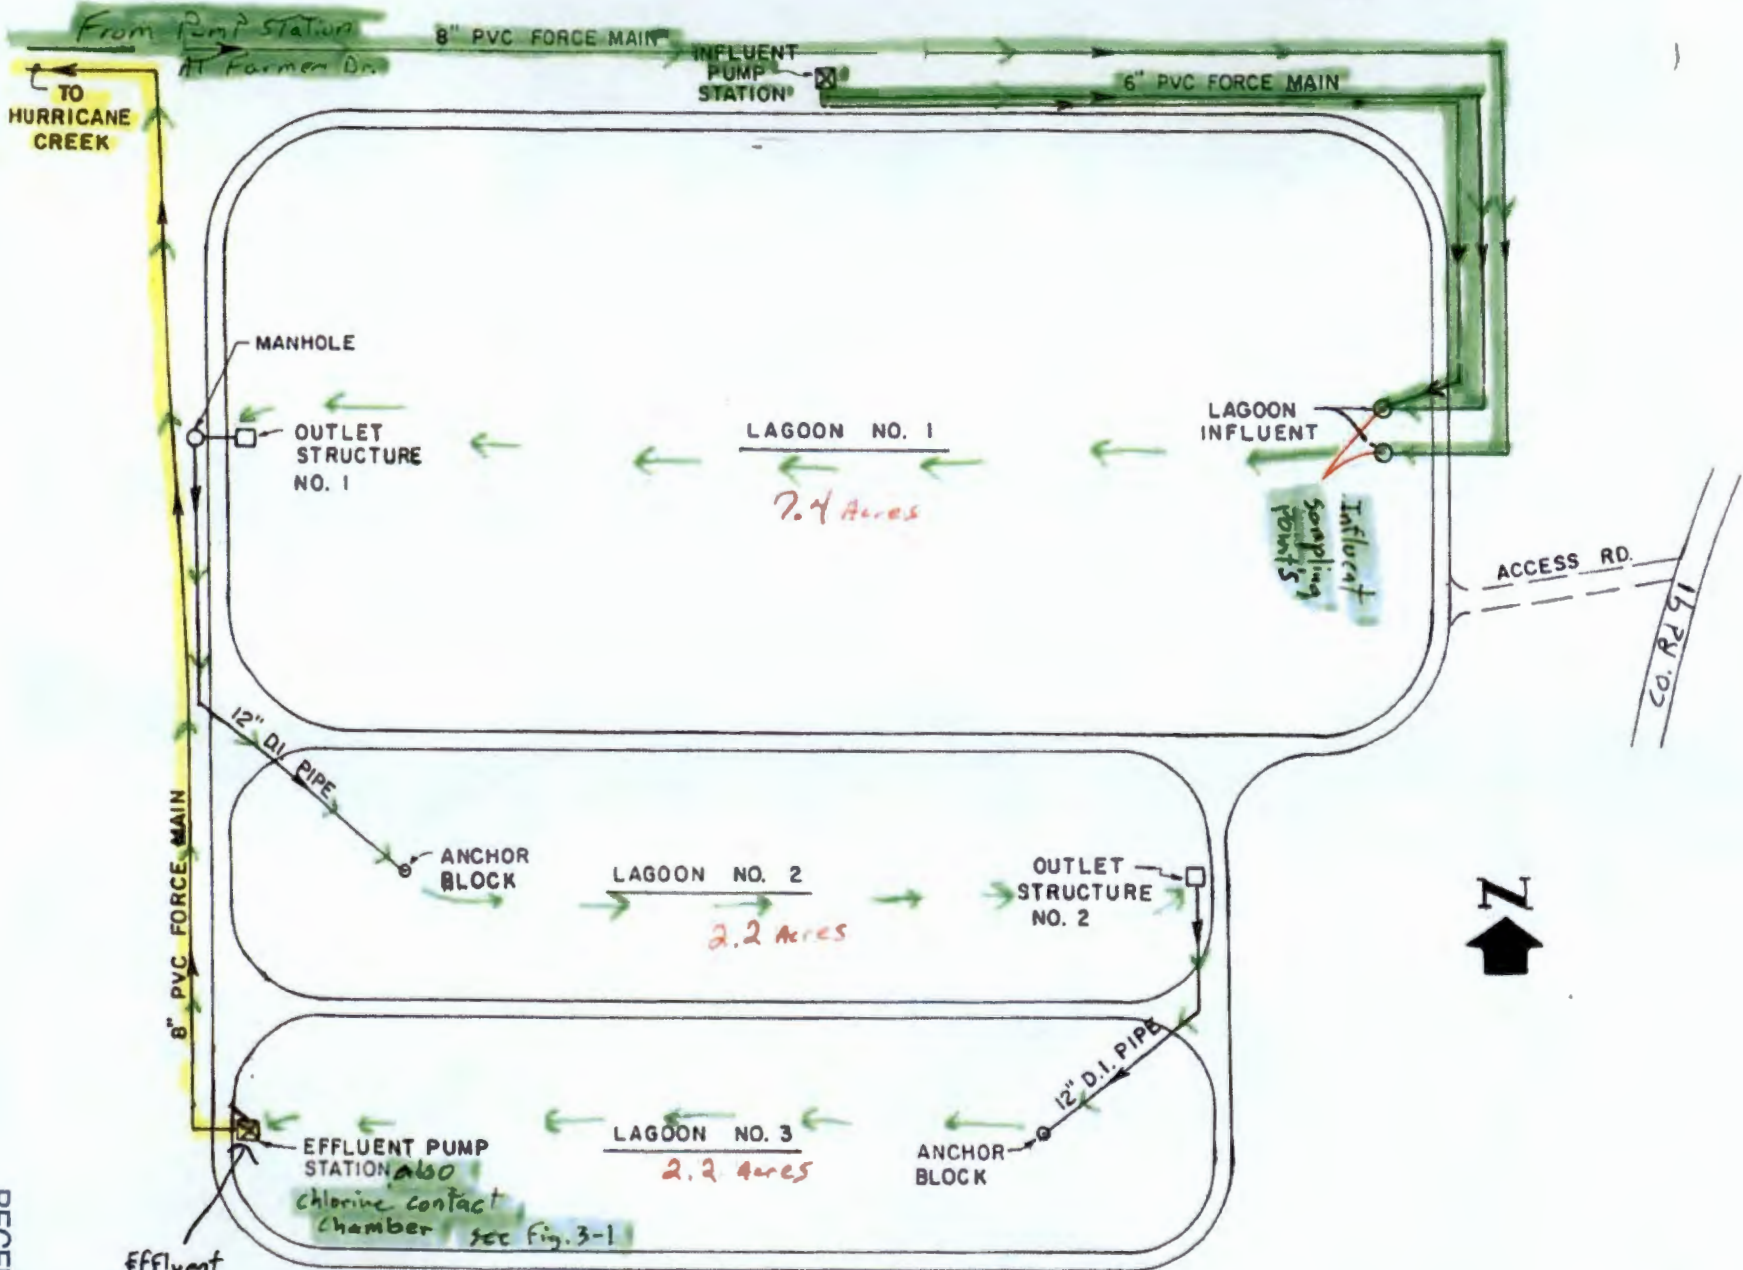 From Pump Station
At Farmer Dr.
8" PVC FORCE MAIN
INFLUENT
PUMP
STATION
6" PVC FORCE MAIN
TO
HURRICANE
CREEK
MANHOLE
OUTLET
STRUCTURE
NO. 1
LAGOON NO. 1
7.4 Acres
LAGOON
INFLUENT
Influent
Sampling
Points
ACCESS RD.
CO. Rd 91
12" D.I. PIPE
8" PVC FORCE MAIN
ANCHOR
BLOCK
LAGOON NO. 2
2.2 Acres
OUTLET
STRUCTURE
NO. 2
N
12" D.I. PIPE
EFFLUENT PUMP
STATION also
chlorine contact
chamber see Fig. 3-1
LAGOON NO. 3
2.2 Acres
ANCHOR
BLOCK
Effluent